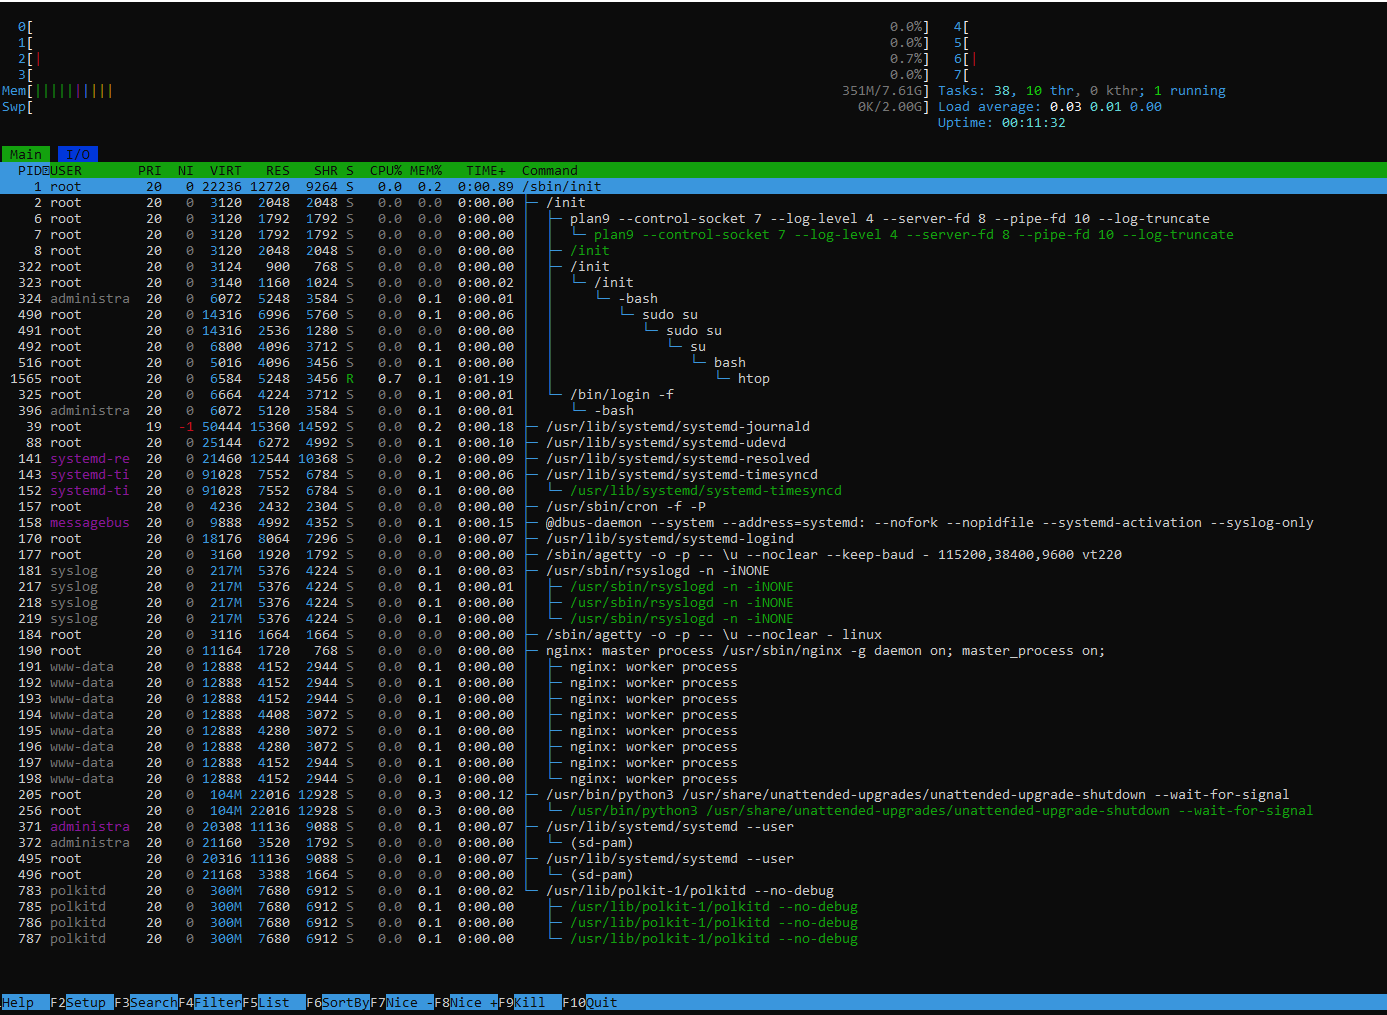 0[ 0.0%] 4[
1[ 0.0%] 5[
2[| 0.7%] 6[|
3[ 0.0%] 7[
Mem[|||||||||| 351M/7.61G] Tasks: 38, 10 thr, 0 kthr; 1 running
Swp[ 0K/2.00G] Load average: 0.03 0.01 0.00
Uptime: 00:11:32
Main I/O
PID USER PRI NI VIRT RES SHR S CPU% MEM% TIME+ Command
1 root 20 0 22236 12720 9264 S 0.0 0.2 0:00.89 /sbin/init
2 root 20 0 3120 2048 2048 S 0.0 0.0 0:00.00 ├─ /init
6 root 20 0 3120 1792 1792 S 0.0 0.0 0:00.00 │ ├─ plan9 --control-socket 7 --log-level 4 --server-fd 8 --pipe-fd 10 --log-truncate
7 root 20 0 3120 1792 1792 S 0.0 0.0 0:00.00 │ │ └─ plan9 --control-socket 7 --log-level 4 --server-fd 8 --pipe-fd 10 --log-truncate
8 root 20 0 3120 2048 2048 S 0.0 0.0 0:00.00 │ ├─ /init
322 root 20 0 3124 900 768 S 0.0 0.0 0:00.00 │ ├─ /init
323 root 20 0 3140 1160 1024 S 0.0 0.0 0:00.02 │ │ └─ /init
324 administra 20 0 6072 5248 3584 S 0.0 0.1 0:00.01 │ │ └─ -bash
490 root 20 0 14316 6996 5760 S 0.0 0.1 0:00.06 │ │ └─ sudo su
491 root 20 0 14316 2536 1280 S 0.0 0.0 0:00.00 │ │ └─ sudo su
492 root 20 0 6800 4096 3712 S 0.0 0.1 0:00.00 │ │ └─ su
516 root 20 0 5016 4096 3456 S 0.0 0.1 0:00.00 │ │ └─ bash
1565 root 20 0 6584 5248 3456 R 0.7 0.1 0:01.19 │ │ └─ htop
325 root 20 0 6664 4224 3712 S 0.0 0.1 0:00.01 │ └─ /bin/login -f
396 administra 20 0 6072 5120 3584 S 0.0 0.1 0:00.01 │ └─ -bash
39 root 19 -1 50444 15360 14592 S 0.0 0.2 0:00.18 ├─ /usr/lib/systemd/systemd-journald
88 root 20 0 25144 6272 4992 S 0.0 0.1 0:00.10 ├─ /usr/lib/systemd/systemd-udevd
141 systemd-re 20 0 21460 12544 10368 S 0.0 0.2 0:00.09 ├─ /usr/lib/systemd/systemd-resolved
143 systemd-ti 20 0 91028 7552 6784 S 0.0 0.1 0:00.06 ├─ /usr/lib/systemd/systemd-timesyncd
152 systemd-ti 20 0 91028 7552 6784 S 0.0 0.1 0:00.00 │ └─ /usr/lib/systemd/systemd-timesyncd
157 root 20 0 4236 2432 2304 S 0.0 0.0 0:00.00 ├─ /usr/sbin/cron -f -P
158 messagebus 20 0 9888 4992 4352 S 0.0 0.1 0:00.15 ├─ @dbus-daemon --system --address=systemd: --nofork --nopidfile --systemd-activation --syslog-only
170 root 20 0 18176 8064 7296 S 0.0 0.1 0:00.07 ├─ /usr/lib/systemd/systemd-logind
177 root 20 0 3160 1920 1792 S 0.0 0.0 0:00.00 ├─ /sbin/agetty -o -p -- \u --noclear --keep-baud - 115200,38400,9600 vt220
181 syslog 20 0 217M 5376 4224 S 0.0 0.1 0:00.03 ├─ /usr/sbin/rsyslogd -n -iNONE
217 syslog 20 0 217M 5376 4224 S 0.0 0.1 0:00.01 │ ├─ /usr/sbin/rsyslogd -n -iNONE
218 syslog 20 0 217M 5376 4224 S 0.0 0.1 0:00.00 │ ├─ /usr/sbin/rsyslogd -n -iNONE
219 syslog 20 0 217M 5376 4224 S 0.0 0.1 0:00.00 │ └─ /usr/sbin/rsyslogd -n -iNONE
184 root 20 0 3116 1664 1664 S 0.0 0.0 0:00.00 ├─ /sbin/agetty -o -p -- \u --noclear - linux
190 root 20 0 11164 1720 768 S 0.0 0.0 0:00.00 ├─ nginx: master process /usr/sbin/nginx -g daemon on; master_process on;
191 www-data 20 0 12888 4152 2944 S 0.0 0.1 0:00.00 │ ├─ nginx: worker process
192 www-data 20 0 12888 4152 2944 S 0.0 0.1 0:00.00 │ ├─ nginx: worker process
193 www-data 20 0 12888 4152 2944 S 0.0 0.1 0:00.00 │ ├─ nginx: worker process
194 www-data 20 0 12888 4408 3072 S 0.0 0.1 0:00.00 │ ├─ nginx: worker process
195 www-data 20 0 12888 4280 3072 S 0.0 0.1 0:00.00 │ ├─ nginx: worker process
196 www-data 20 0 12888 4280 3072 S 0.0 0.1 0:00.00 │ ├─ nginx: worker process
197 www-data 20 0 12888 4152 2944 S 0.0 0.1 0:00.00 │ ├─ nginx: worker process
198 www-data 20 0 12888 4152 2944 S 0.0 0.1 0:00.00 │ └─ nginx: worker process
205 root 20 0 104M 22016 12928 S 0.0 0.3 0:00.12 ├─ /usr/bin/python3 /usr/share/unattended-upgrades/unattended-upgrade-shutdown --wait-for-signal
256 root 20 0 104M 22016 12928 S 0.0 0.3 0:00.00 │ └─ /usr/bin/python3 /usr/share/unattended-upgrades/unattended-upgrade-shutdown --wait-for-signal
371 administra 20 0 20308 11136 9088 S 0.0 0.1 0:00.07 ├─ /usr/lib/systemd/systemd --user
372 administra 20 0 21160 3520 1792 S 0.0 0.0 0:00.00 │ └─ (sd-pam)
495 root 20 0 20316 11136 9088 S 0.0 0.1 0:00.07 ├─ /usr/lib/systemd/systemd --user
496 root 20 0 21168 3388 1664 S 0.0 0.0 0:00.00 │ └─ (sd-pam)
783 polkitd 20 0 300M 7680 6912 S 0.0 0.1 0:00.02 └─ /usr/lib/polkit-1/polkitd --no-debug
785 polkitd 20 0 300M 7680 6912 S 0.0 0.1 0:00.00 ├─ /usr/lib/polkit-1/polkitd --no-debug
786 polkitd 20 0 300M 7680 6912 S 0.0 0.1 0:00.00 ├─ /usr/lib/polkit-1/polkitd --no-debug
787 polkitd 20 0 300M 7680 6912 S 0.0 0.1 0:00.00 └─ /usr/lib/polkit-1/polkitd --no-debug
Help F2Setup F3SearchF4FilterF5List F6SortByF7Nice -F8Nice +F9Kill F10Quit